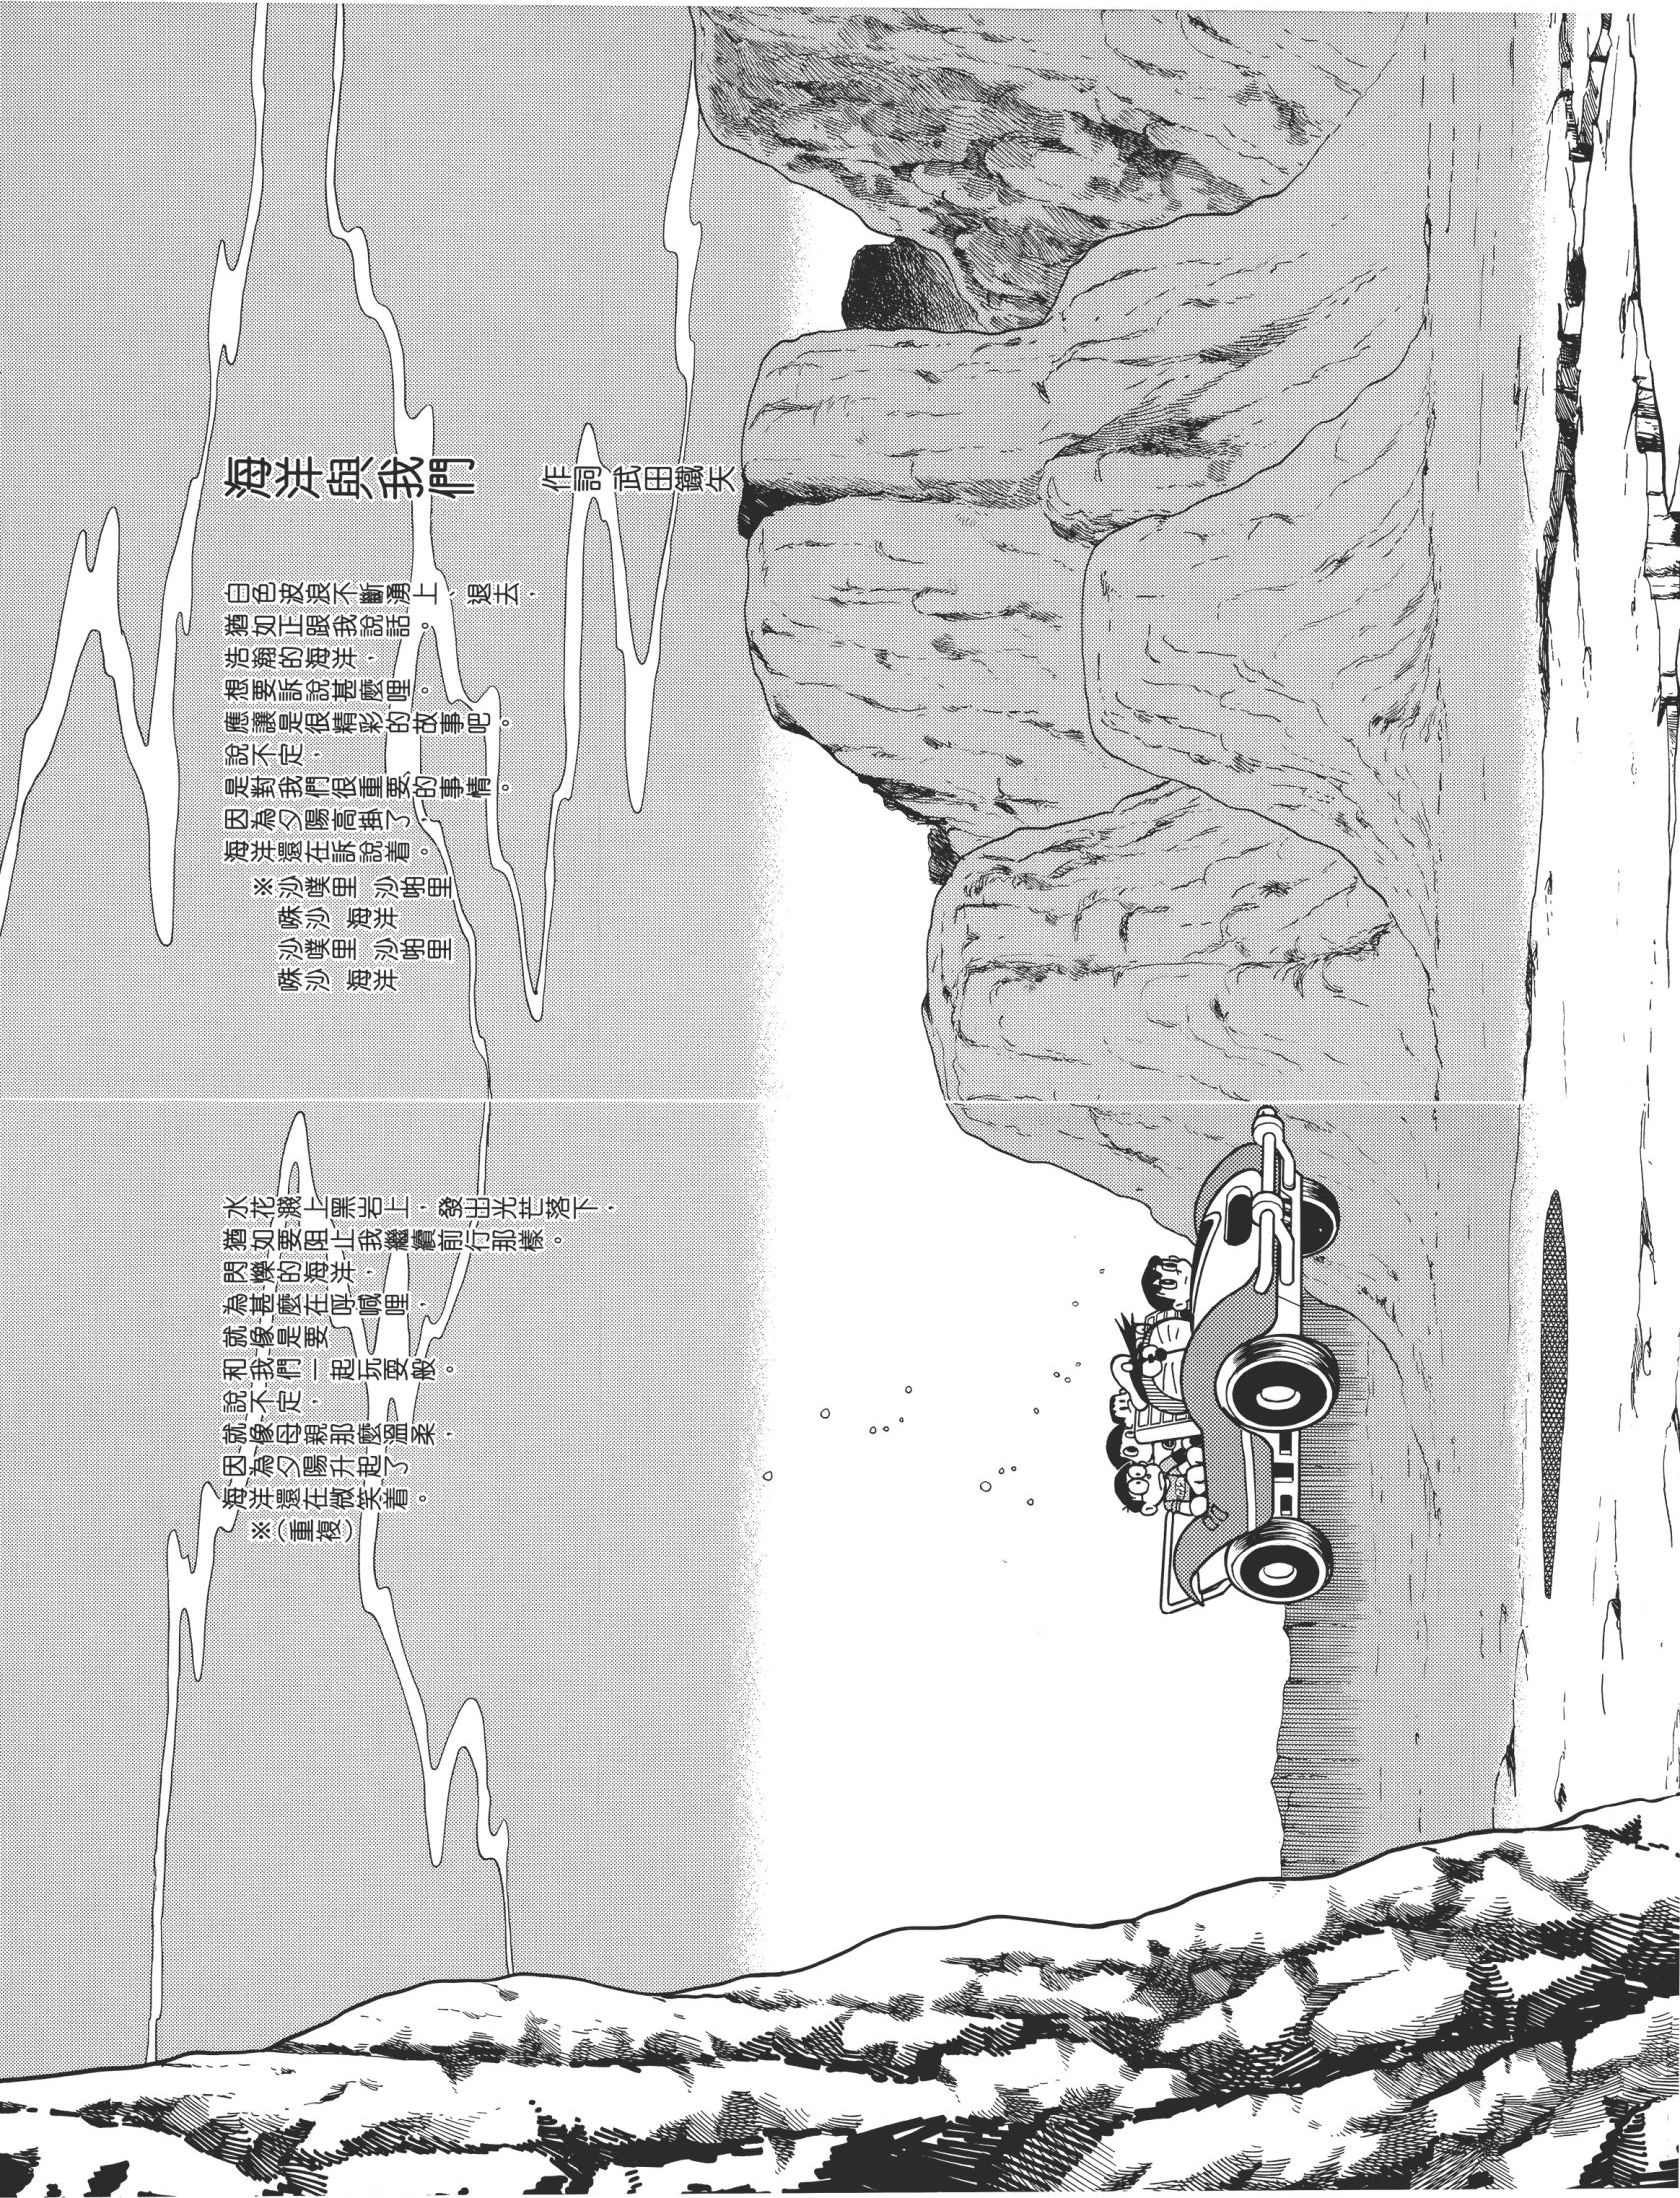 海洋與我們
作詞 武田鐵矢
白色波浪不斷湧上、退去，
猶如正跟我說話。
浩瀚的海洋，
想要訴說甚麼哩。
應讓是很精彩的故事吧。
說不定，
是對我們很重要的事情。
因為夕陽高掛了，
海洋還在訴說着。
※沙噗里 沙啪里
咻沙 海洋
沙噗里 沙啪里
咻沙 海洋
水花濺上黑岩上，發出光芒落下，
猶如要阻止我繼續前行那樣。
閃爍的海洋，
為甚麼在呼喊哩，
就像是要
和我們一起玩耍般。
說不定，
就像母親那麼溫柔，
因為夕陽升起了
海洋還在微笑着。
※（重複）